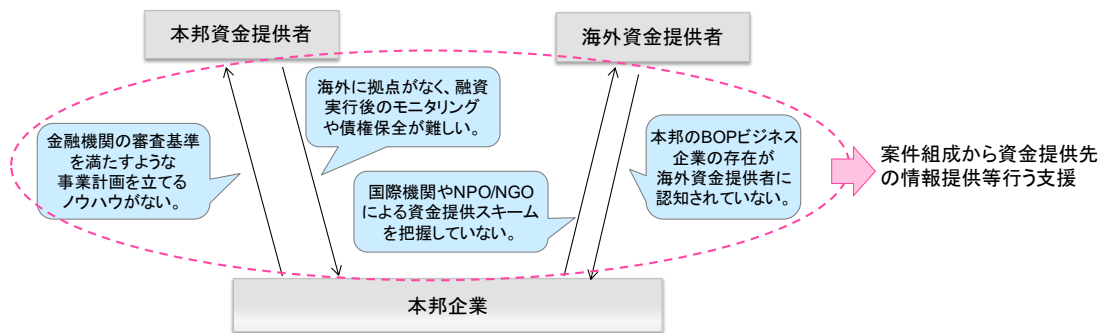 本邦資金提供者
海外資金提供者
海外に拠点がなく、融資
実行後のモニタリング
や債権保全が難しい。
金融機関の審査基準
を満たすような
事業計画を立てる
ノウハウがない。
国際機関やNPO/NGO
による資金提供スキーム
を把握していない。
本邦のBOPビジネス
企業の存在が
海外資金提供者に
認知されていない。
案件組成から資金提供先
の情報提供等行う支援
本邦企業